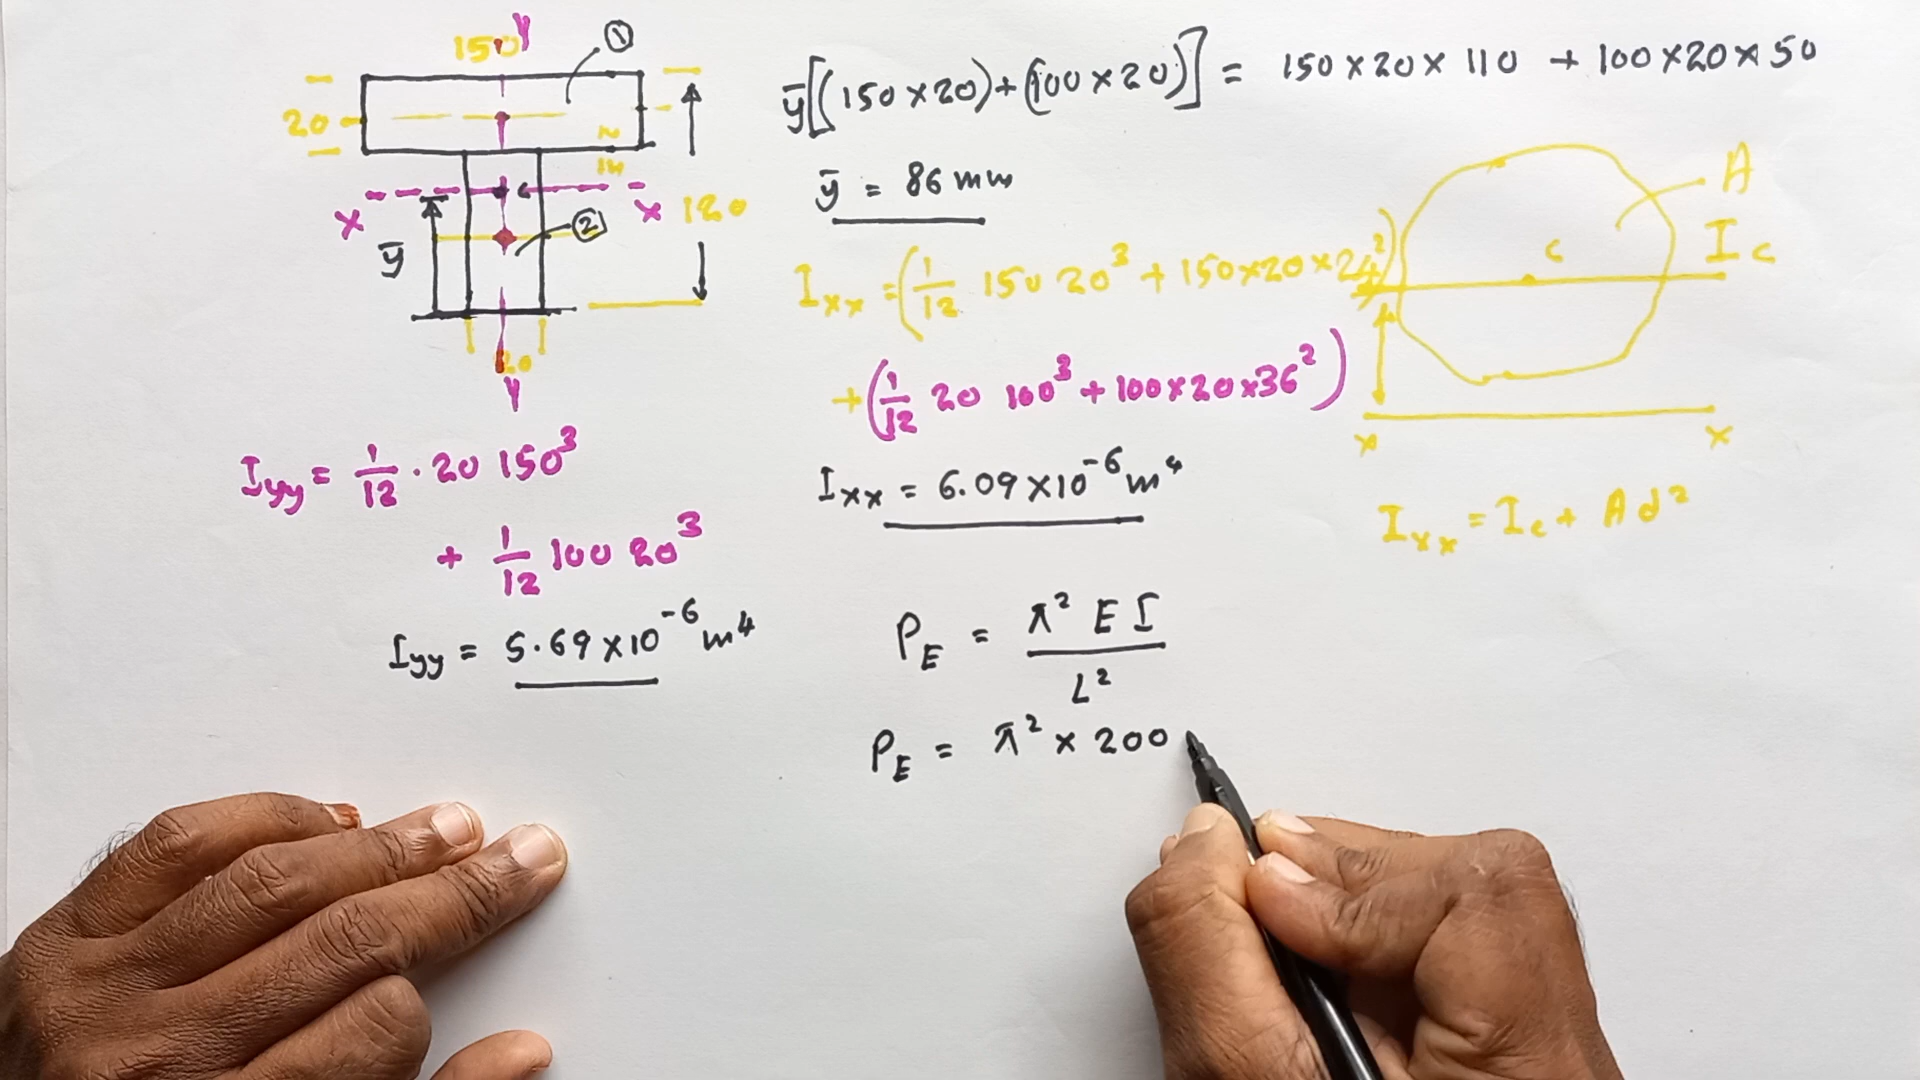 150 Y
①
20
X
X
120
ȳ
②
20
Y
ȳ[(150×20)+(100×20)] = 150×20×110 + 100×20×50
ȳ = 86 mm
Ixx = (1/12 150 20³ + 150×20×24²)
+(1/12 20 100³ + 100×20×36²)
Ixx = 6.09×10⁻⁶ m⁴
A
c
Ic
x
x
Ixx = Ic + Ad²
Iyy = 1/12 · 20 150³
+ 1/12 100 20³
Iyy = 5.69×10⁻⁶ m⁴
PE = π² E I / L²
PE = π² × 200